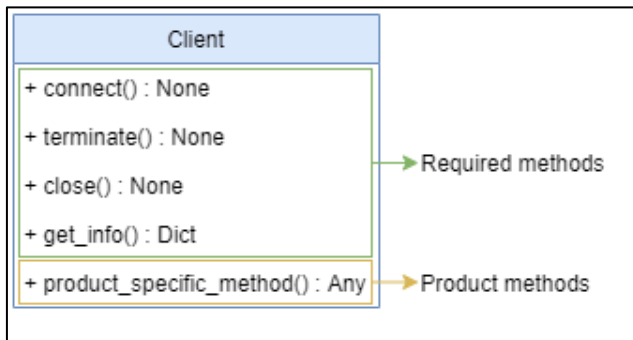 Client
+ connect() : None
+ terminate() : None
+ close() : None
+ get_info() : Dict
+ product_specific_method() : Any
Required methods
Product methods